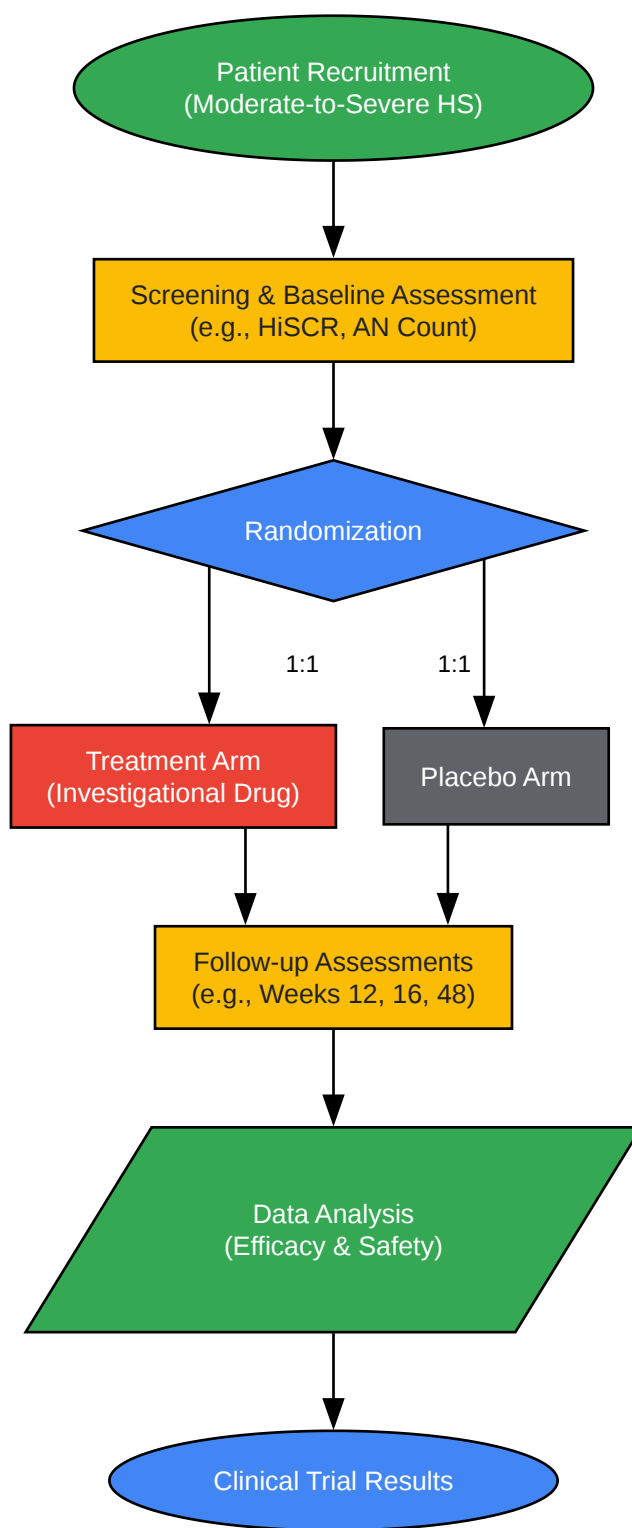 Patient Recruitment
(Moderate-to-Severe HS)
Screening & Baseline Assessment
(e.g., HiSCR, AN Count)
Randomization
1:1
1:1
Treatment Arm
(Investigational Drug)
Placebo Arm
Follow-up Assessments
(e.g., Weeks 12, 16, 48)
Data Analysis
(Efficacy & Safety)
Clinical Trial Results